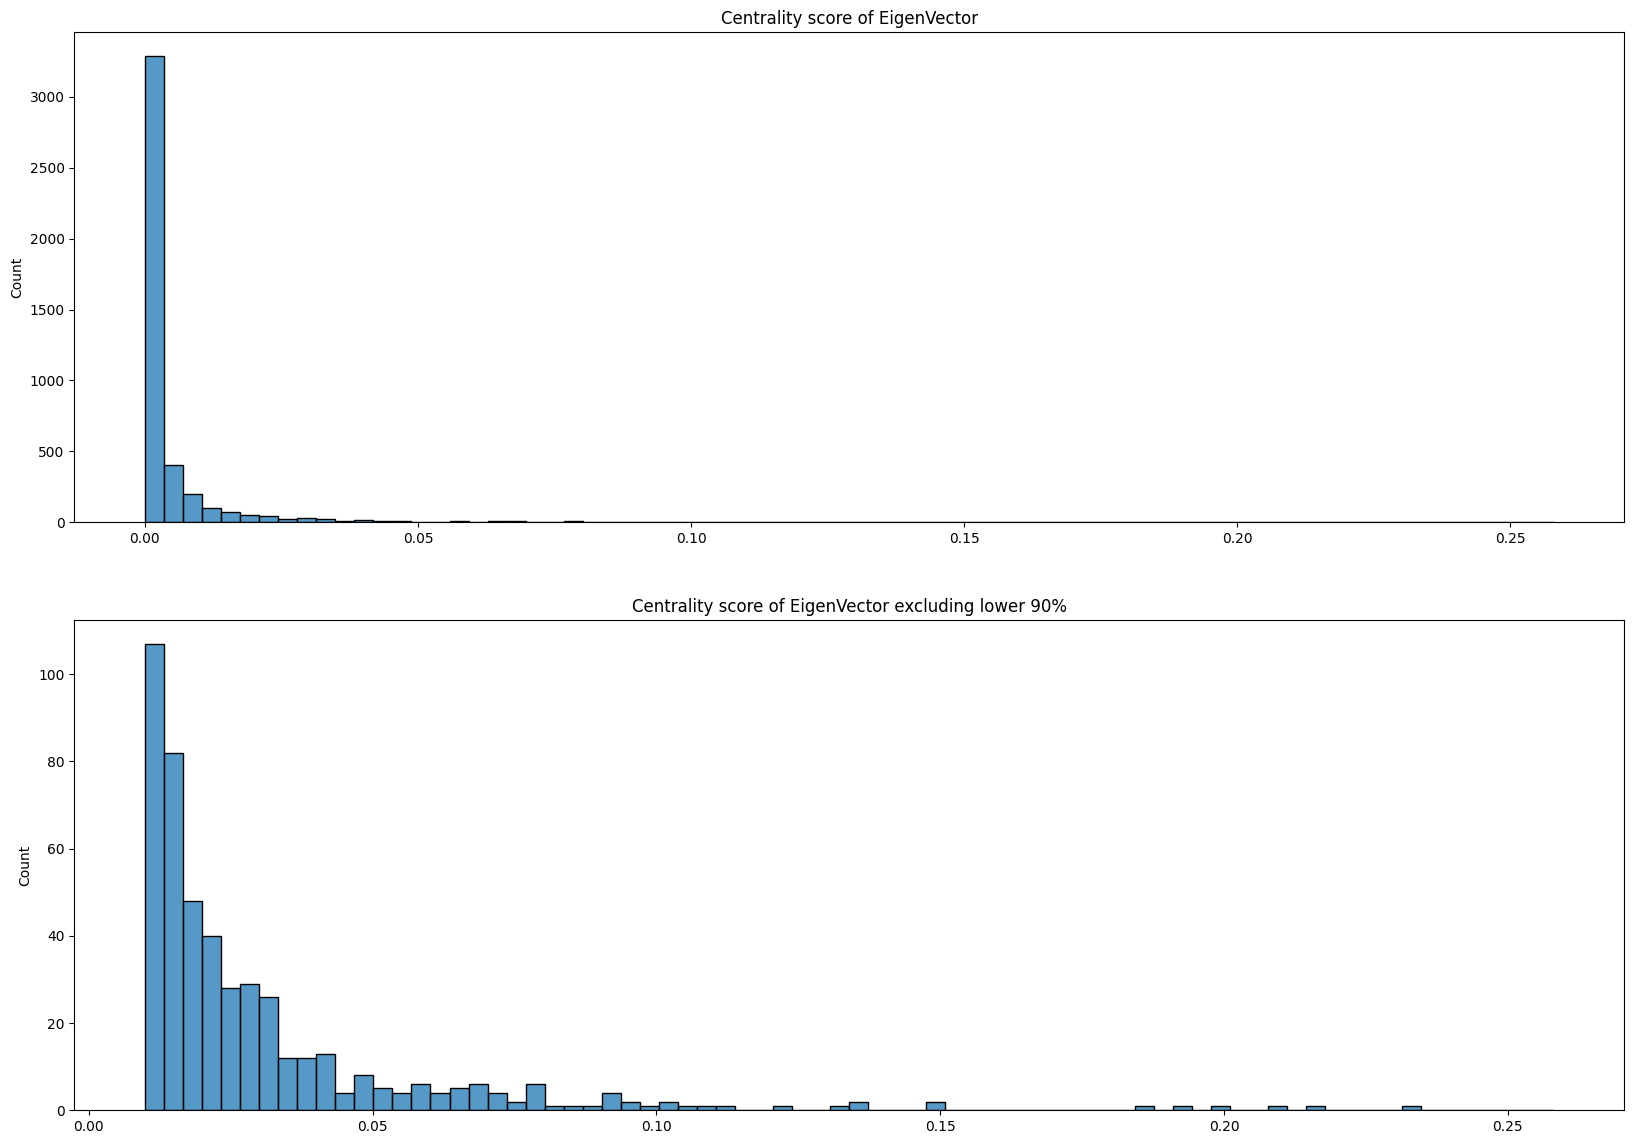 Centrality score of EigenVector
3000
2500
2000
1500
1000
500
0
Count
0.00 0.05 0.10 0.15 0.20 0.25
Centrality score of EigenVector excluding lower 90%
100
80
60
40
20
0
Count
0.00 0.05 0.10 0.15 0.20 0.25